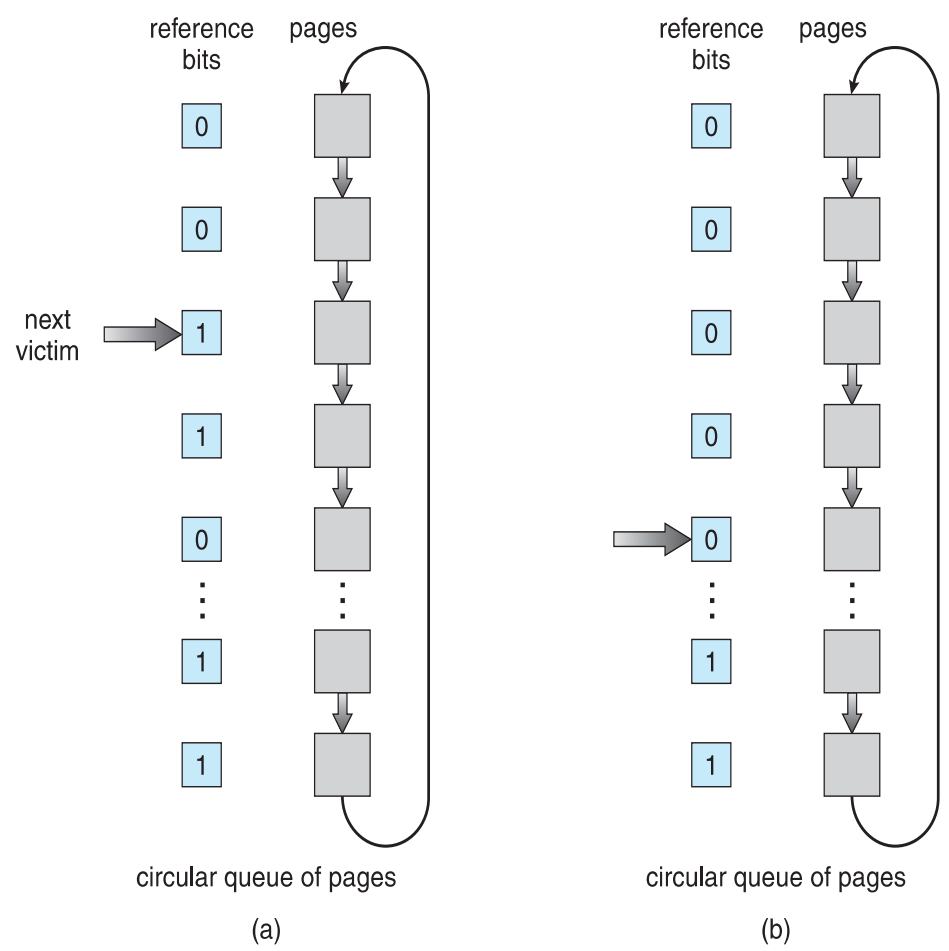 reference bits pages
0
0
next victim
1
1
0
1
1
circular queue of pages
(a)
reference bits pages
0
0
0
0
0
1
1
circular queue of pages
(b)